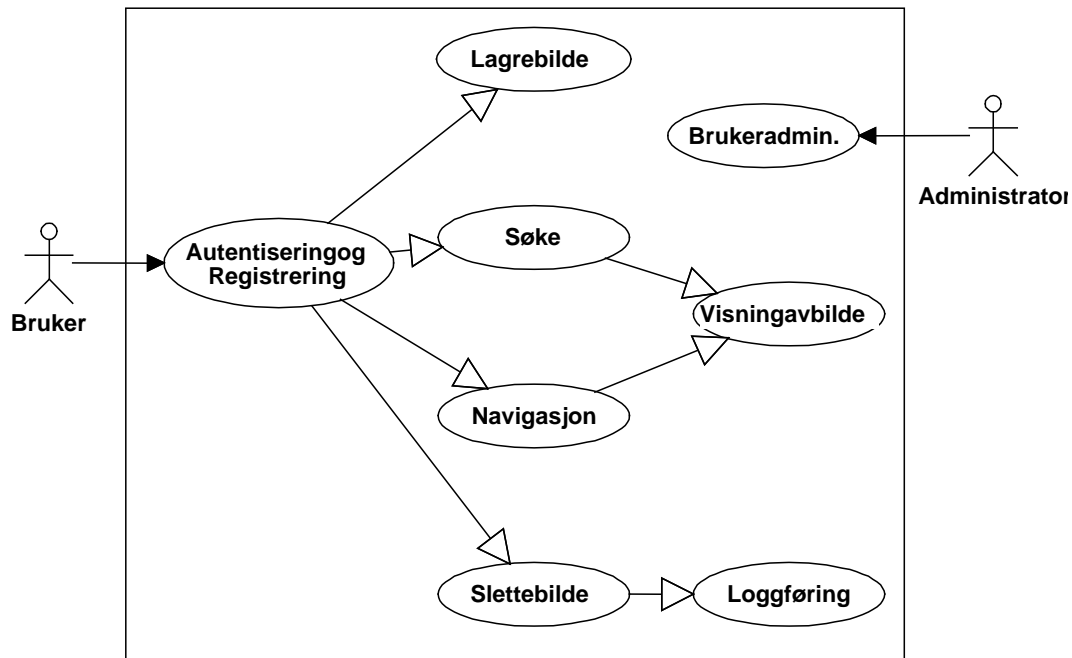 Lagrebilde
Brukeradmin.
Administrator
Autentiseringog
Registrering
Søke
Bruker
Visningavbilde
Navigasjon
Slettebilde
Loggføring